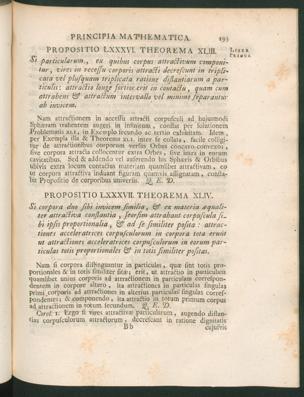 PRINCIPIA MATHEMATICA. 193
PROPOSITIO LXXXVI. THEOREMA XLIII.
LIBER
PRIMUS
Si particularum, ex quibus corpus attractivum componi-
tur, vires in recessu corporis attracti decrescunt in tripli-
cata vel plusquam triplicata ratione distantiarum a par-
ticulis: attractio longe fortior erit in contactu, quam cum
attrahens & attractum intervallo vel minimo separantur
ab invicem.
Nam attractionem in accessu attracti corpusculi ad hujusmodi
Sphæram trahentem augeri in infinitum, constat per solutionem
Problematis XLI, in Exemplo secundo ac tertio exhibitam. Idem,
per Exempla illa & Theorema XLI inter se collata, facile colligi-
tur de attractionibus corporum versus Orbes concavo-convexos,
sive corpora attracta collocentur extra Orbes, sive intra in eorum
cavitatibus. Sed & addendo vel auferendo his Sphæris & Orbibus
ubivis extra locum contactus materiam quamlibet attractivam, eo
ut corpora attractiva induant figuram quamvis assignatam, consta-
bit Propositio de corporibus universis. Q. E. D.
PROPOSITIO LXXXVII. THEOREMA XLIV.
Si corpora duo sibi invicem similia, & ex materia æquali-
ter attractiva constantia, seorsim attrahant corpuscula si-
bi ipsis proportionalia, & ad se similiter posita: attrac-
tiones acceleratrices corpusculorum in corpora tota erunt
ut attractiones acceleratrices corpusculorum in eorum par-
ticulas totis proportionales & in totis similiter positas.
Nam si corpora distinguantur in particulas, quæ sint totis pro-
portionales & in totis similiter sitæ; erit, ut attractio in particulam
quamlibet unius corporis ad attractionem in particulam correspon-
dentem in corpore altero, ita attractiones in particulas singulas
primi corporis ad attractiones in alterius particulas singulas corref-
pondentes; & componendo, ita attractio in totum primum corpus
ad attractionem in totum secundum. Q. E. D.
Corol. 1. Ergo si vires attractivæ particularum, augendo distan-
tias corpusculorum attractorum, decrescant in ratione dignitatis
Bb cujusvis